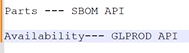 Parts --- SBOM API
Availability--- GLPROD API